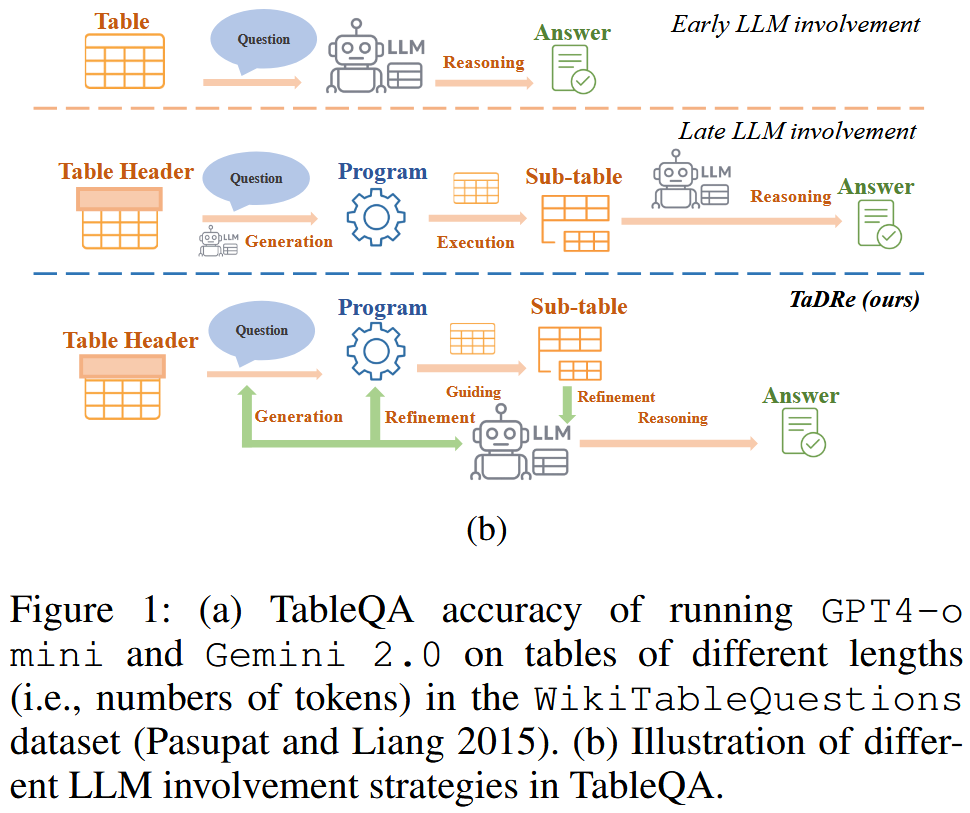 Table
Question
LLM
Reasoning
Answer
Early LLM involvement
Late LLM involvement
Table Header
Question
LLM
Generation
Program
Execution
Sub-table
LLM
Reasoning
Answer
TaDRe (ours)
Table Header
Question
Generation
Program
Refinement
Guiding
Sub-table
Refinement
LLM
Reasoning
Answer
(b)
Figure 1: (a) TableQA accuracy of running GPT4-o
mini and Gemini 2.0 on tables of different lengths
(i.e., numbers of tokens) in the WikiTableQuestions
dataset (Pasupat and Liang 2015). (b) Illustration of differ-
ent LLM involvement strategies in TableQA.